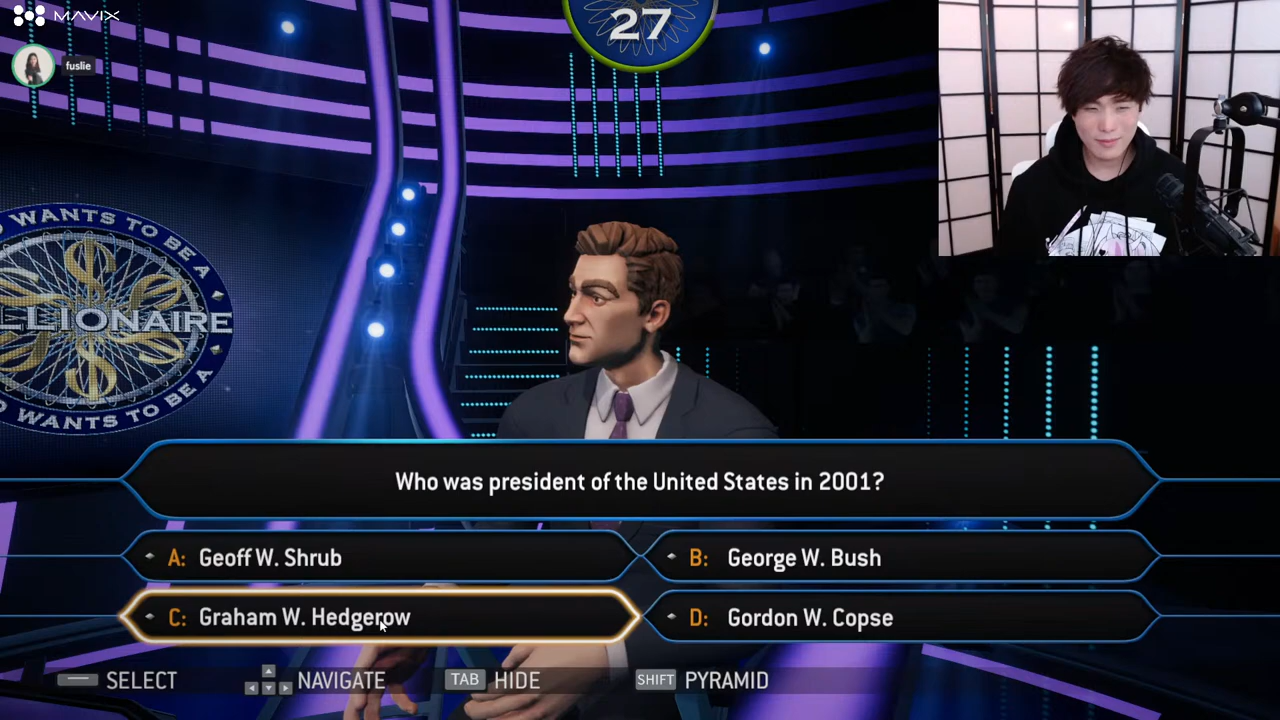 MAVIX
27
fuslie
WANTS TO BE A
LLIONAIRE
WANTS TO BE A
Who was president of the United States in 2001?
A: Geoff W. Shrub
B: George W. Bush
C: Graham W. Hedgerow
D: Gordon W. Copse
SELECT
NAVIGATE
TAB HIDE
SHIFT PYRAMID